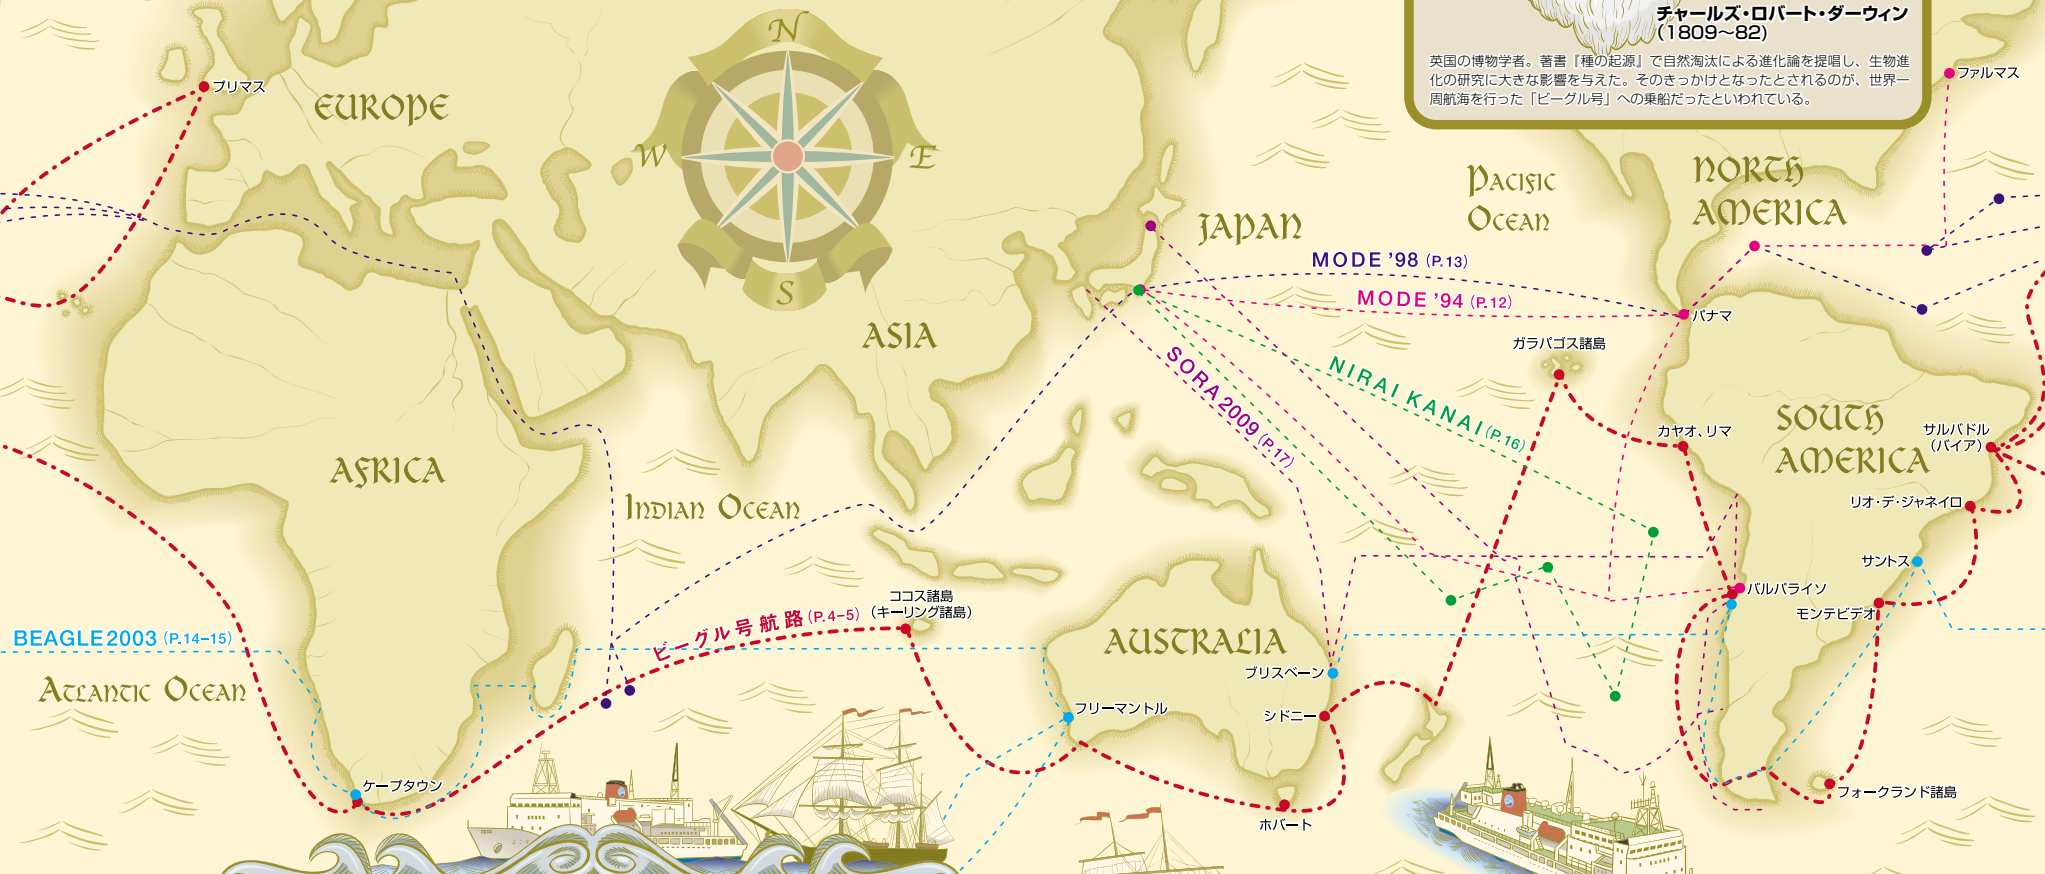 チャールズ・ロバート・ダーウィン
（1809〜82）
英国の博物学者。著書『種の起源』で自然淘汰による進化論を提唱し、生物進
化の研究に大きな影響を与えた。そのきっかけとなったとされるのが、世界一
周航海を行った「ビーグル号」への乗船だったといわれている。
N
W
E
S
プリマス
EUROPE
ファルマス
PACIFIC
OCEAN
NORTH
AMERICA
JAPAN
MODE ’98 (P.13)
MODE ’94 (P.12)
パナマ
ASIA
ガラパゴス諸島
SORA 2009 (P.17)
NIRAI KANAI (P.16)
カヤオ、リマ
SOUTH
AMERICA
サルバドル
（バイア）
AFRICA
INDIAN OCEAN
リオ・デ・ジャネイロ
サントス
バルパライソ
モンテビデオ
ココス諸島
（キーリング諸島）
ビーグル号航路 (P.4–5)
BEAGLE2003 (P.14–15)
AUSTRALIA
ATLANTIC OCEAN
ブリスベーン
フリーマントル
シドニー
ケープタウン
フォークランド諸島
ホバート